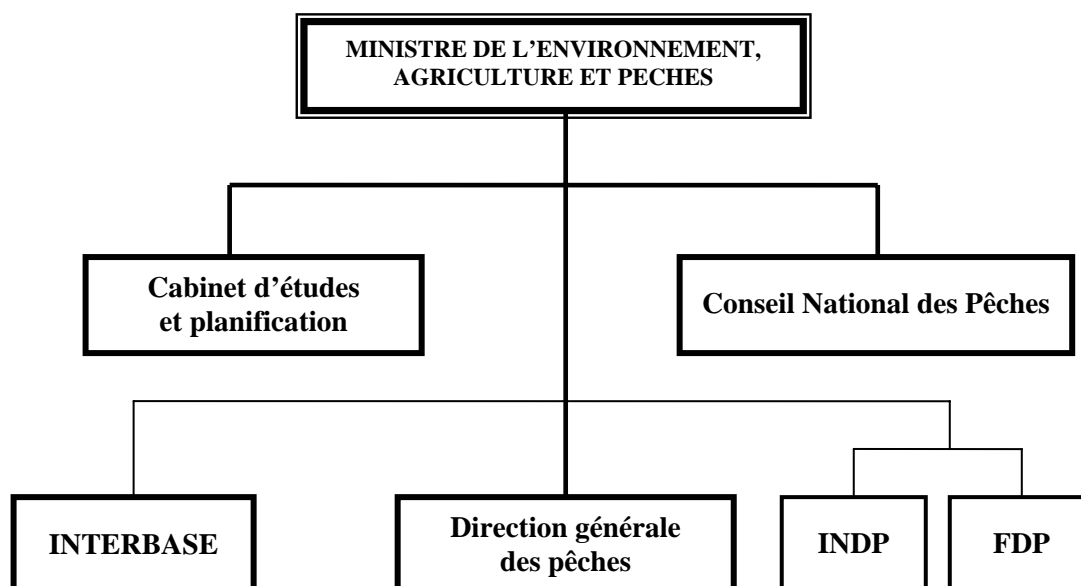 MINISTRE DE L’ENVIRONNEMENT,
AGRICULTURE ET PECHES
Cabinet d’études
et planification
Conseil National des Pêches
INTERBASE
Direction générale
des pêches
INDP
FDP